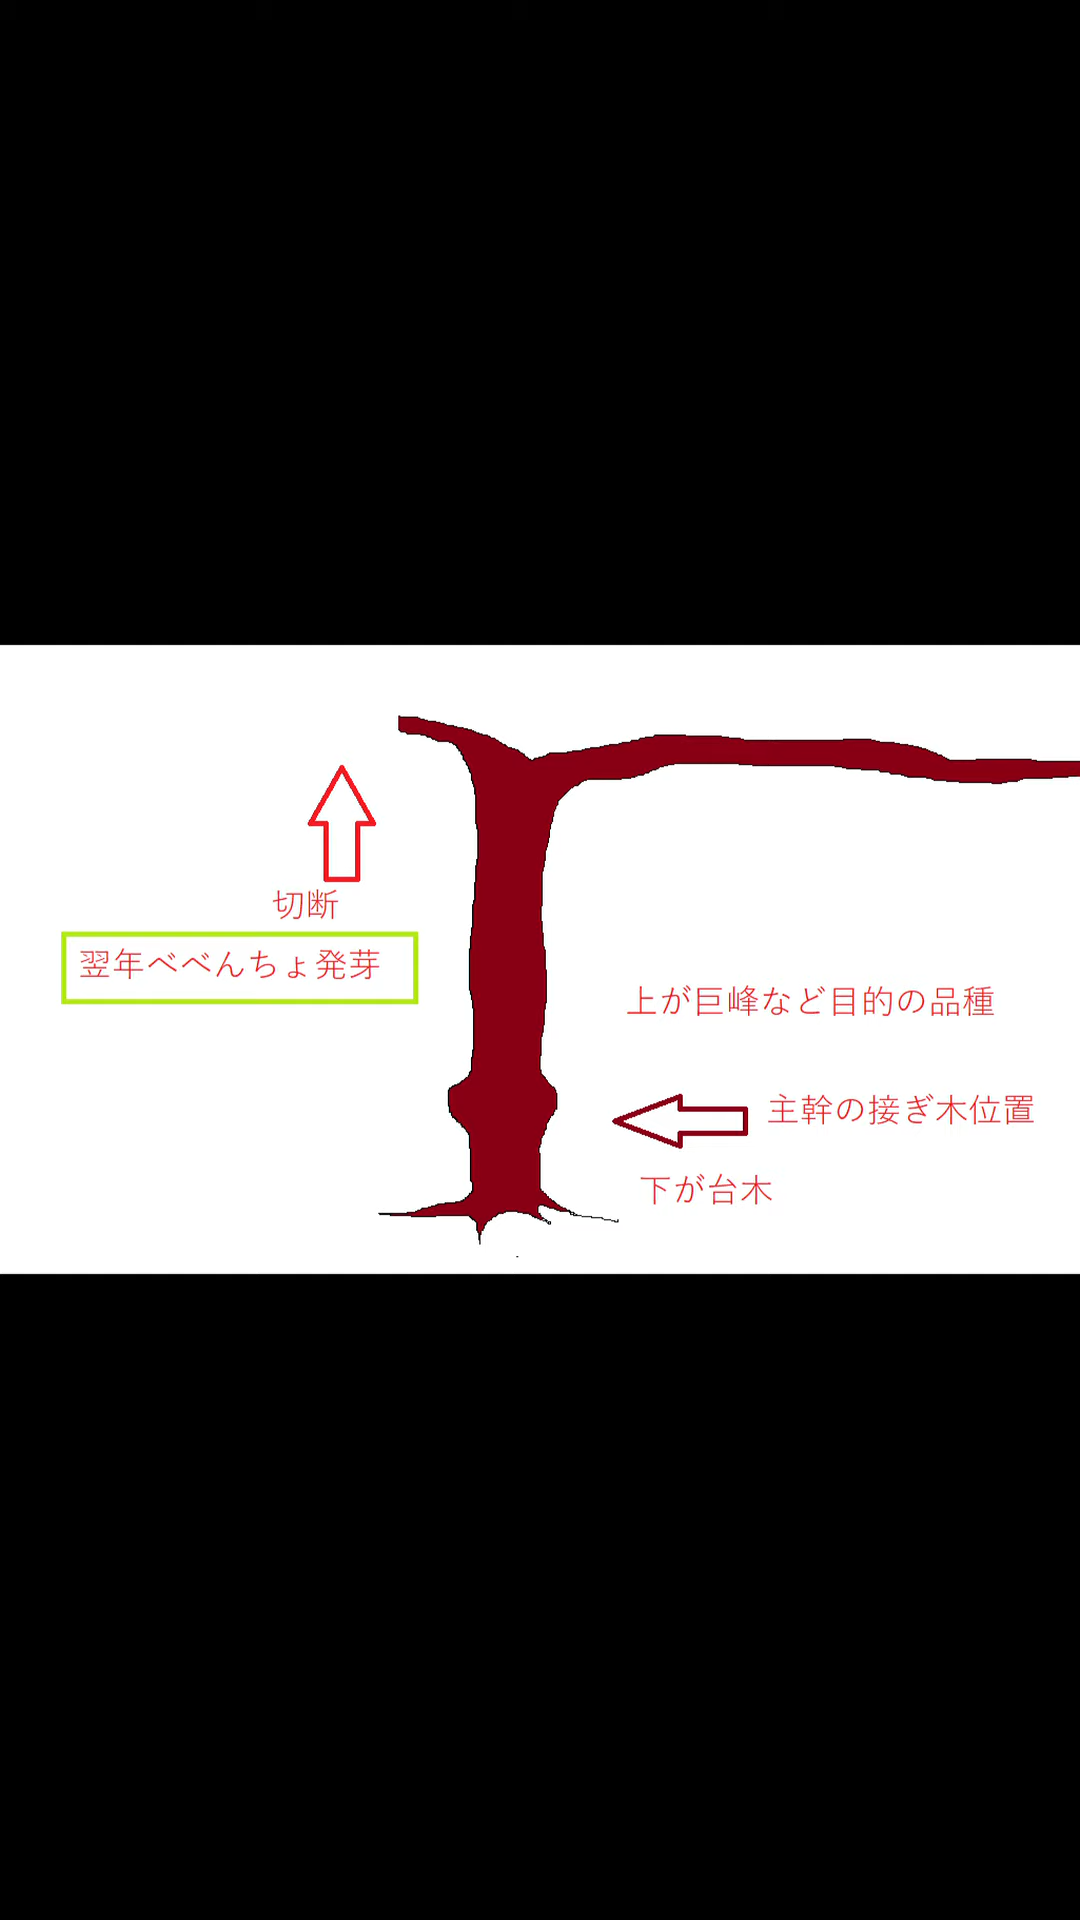 切断
翌年べべんちょ発芽
上が巨峰など目的の品種
主幹の接ぎ木位置
下が台木